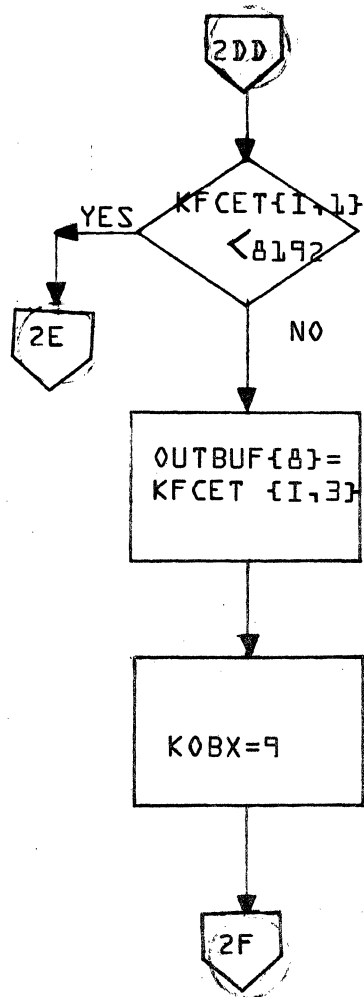 2DD
KFCET{I,1}
<8192
YES
2E
NO
OUTBUF{8}=
KFCET {I,3}
KOBX=9
2F